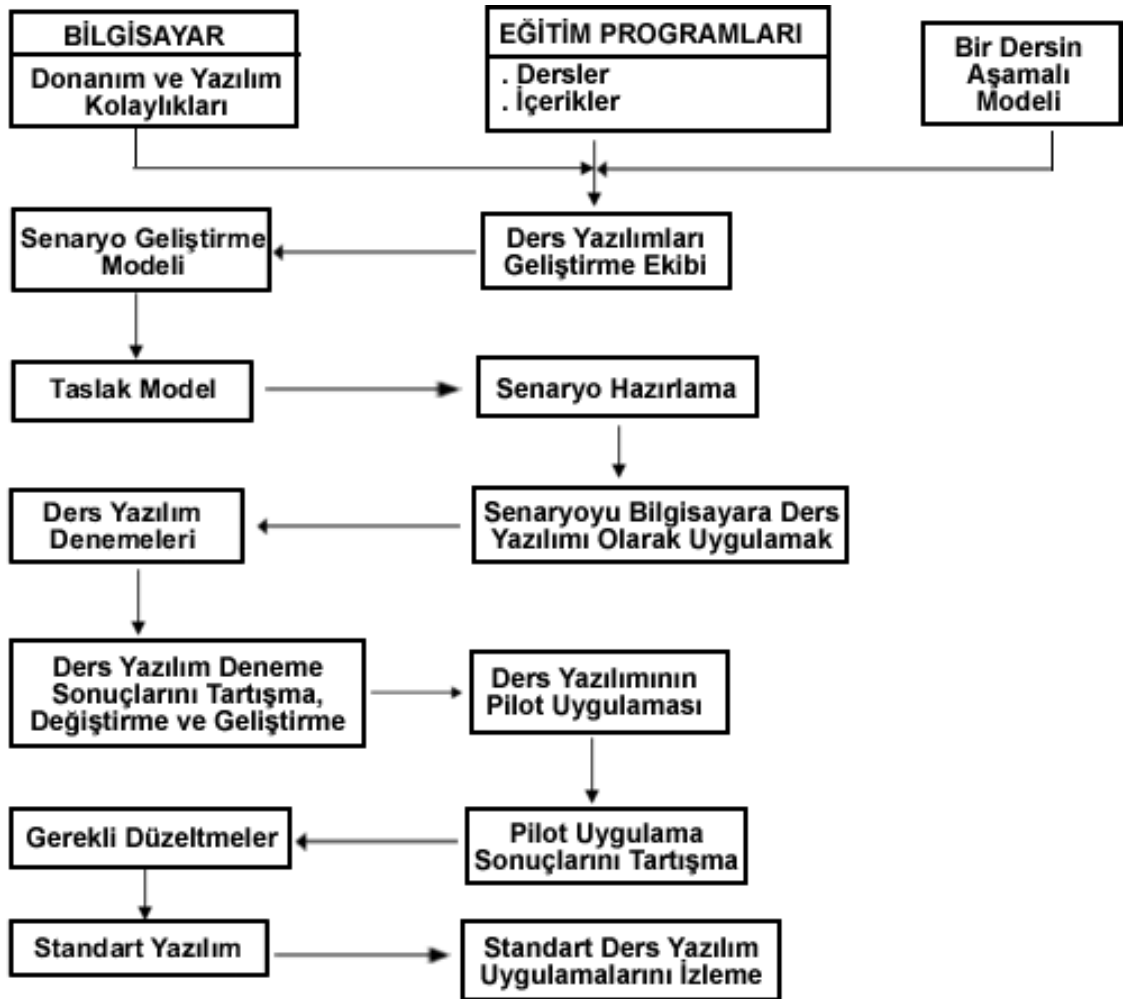 BİLGİSAYAR
Donanım ve Yazılım
Kolaylıkları
EĞİTİM PROGRAMLARI
. Dersler
. İçerikler
Bir Dersin
Aşamalı
Modeli
Senaryo Geliştirme
Modeli
Ders Yazılımları
Geliştirme Ekibi
Taslak Model
Senaryo Hazırlama
Ders Yazılım
Denemeleri
Senaryoyu Bilgisayara Ders
Yazılımı Olarak Uygulamak
Ders Yazılım Deneme
Sonuçlarını Tartışma,
Değiştirme ve Geliştirme
Ders Yazılımının
Pilot Uygulaması
Gerekli Düzeltmeler
Pilot Uygulama
Sonuçlarını Tartışma
Standart Yazılım
Standart Ders Yazılım
Uygulamalarını İzleme